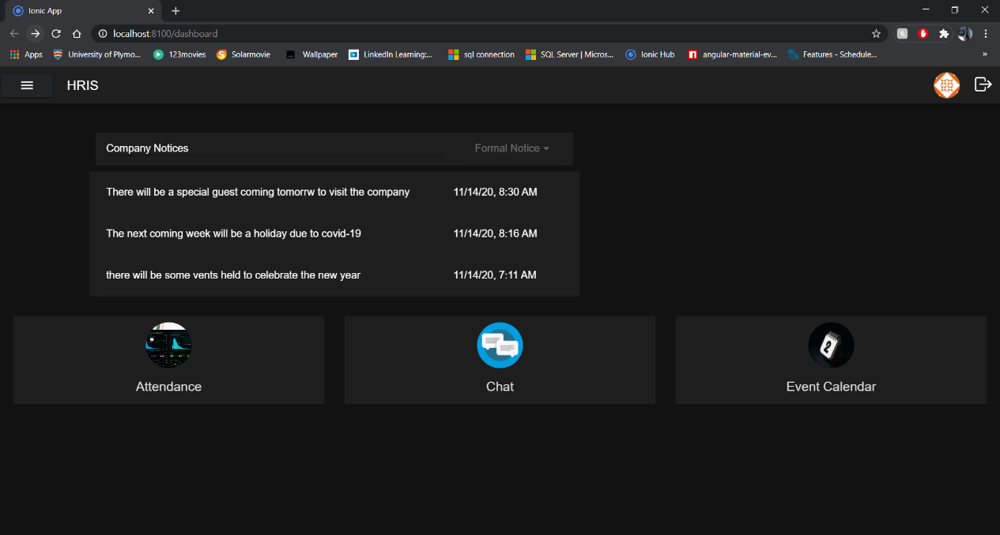 Ionic App
localhost:8100/dashboard
Apps University of Plymo... 123movies Solarmovie Wallpaper LinkedIn Learning:... sql connection SQL Server | Micros... Ionic Hub angular-material-ev... Features - Schedule... »
HRIS
Company Notices Formal Notice
There will be a special guest coming tomorrw to visit the company 11/14/20, 8:30 AM
The next coming week will be a holiday due to covid-19 11/14/20, 8:16 AM
there will be some vents held to celebrate the new year 11/14/20, 7:11 AM
2
Attendance Chat Event Calendar